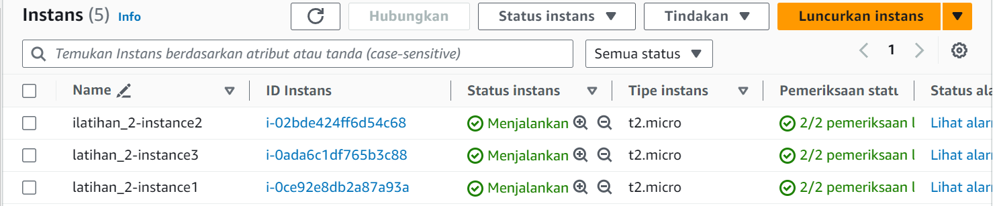 Instans (5) Info Hubungkan Status instans Tindakan Luncurkan instans
Temukan Instans berdasarkan atribut atau tanda (case-sensitive) Semua status 1
Name ID Instans Status instans Tipe instans Pemeriksaan statu Status ala
ilatihan_2-instance2 i-02bde424ff6d54c68 Menjalankan t2.micro 2/2 pemeriksaan l Lihat alar
latihan_2-instance3 i-0ada6c1df765b3c88 Menjalankan t2.micro 2/2 pemeriksaan l Lihat alar
latihan_2-instance1 i-0ce92e8db2a87a93a Menjalankan t2.micro 2/2 pemeriksaan l Lihat alar